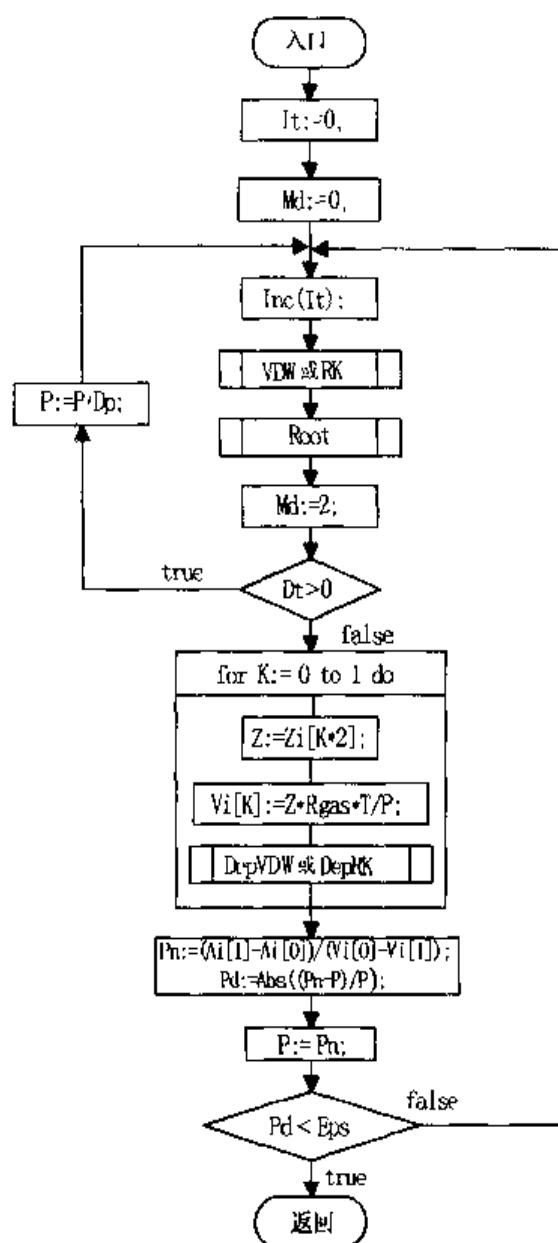 入口
It:=0,
Md:=0,
Inc(It);
VDW或RK
P:=P/Dp;
Root
Md:=2;
true
Dt>0
false
for K:= 0 to 1 do
Z:=Zi[K*2];
Vi[K]:=Z*Rgas*T/P;
DepVDW或DepRK
Pn:=(Ai[1]-Ai[0])/(Vi[0]-Vi[1]);
Pd:=Abs((Pn-P)/P);
P:=Pn;
false
Pd<Eps
true
返回